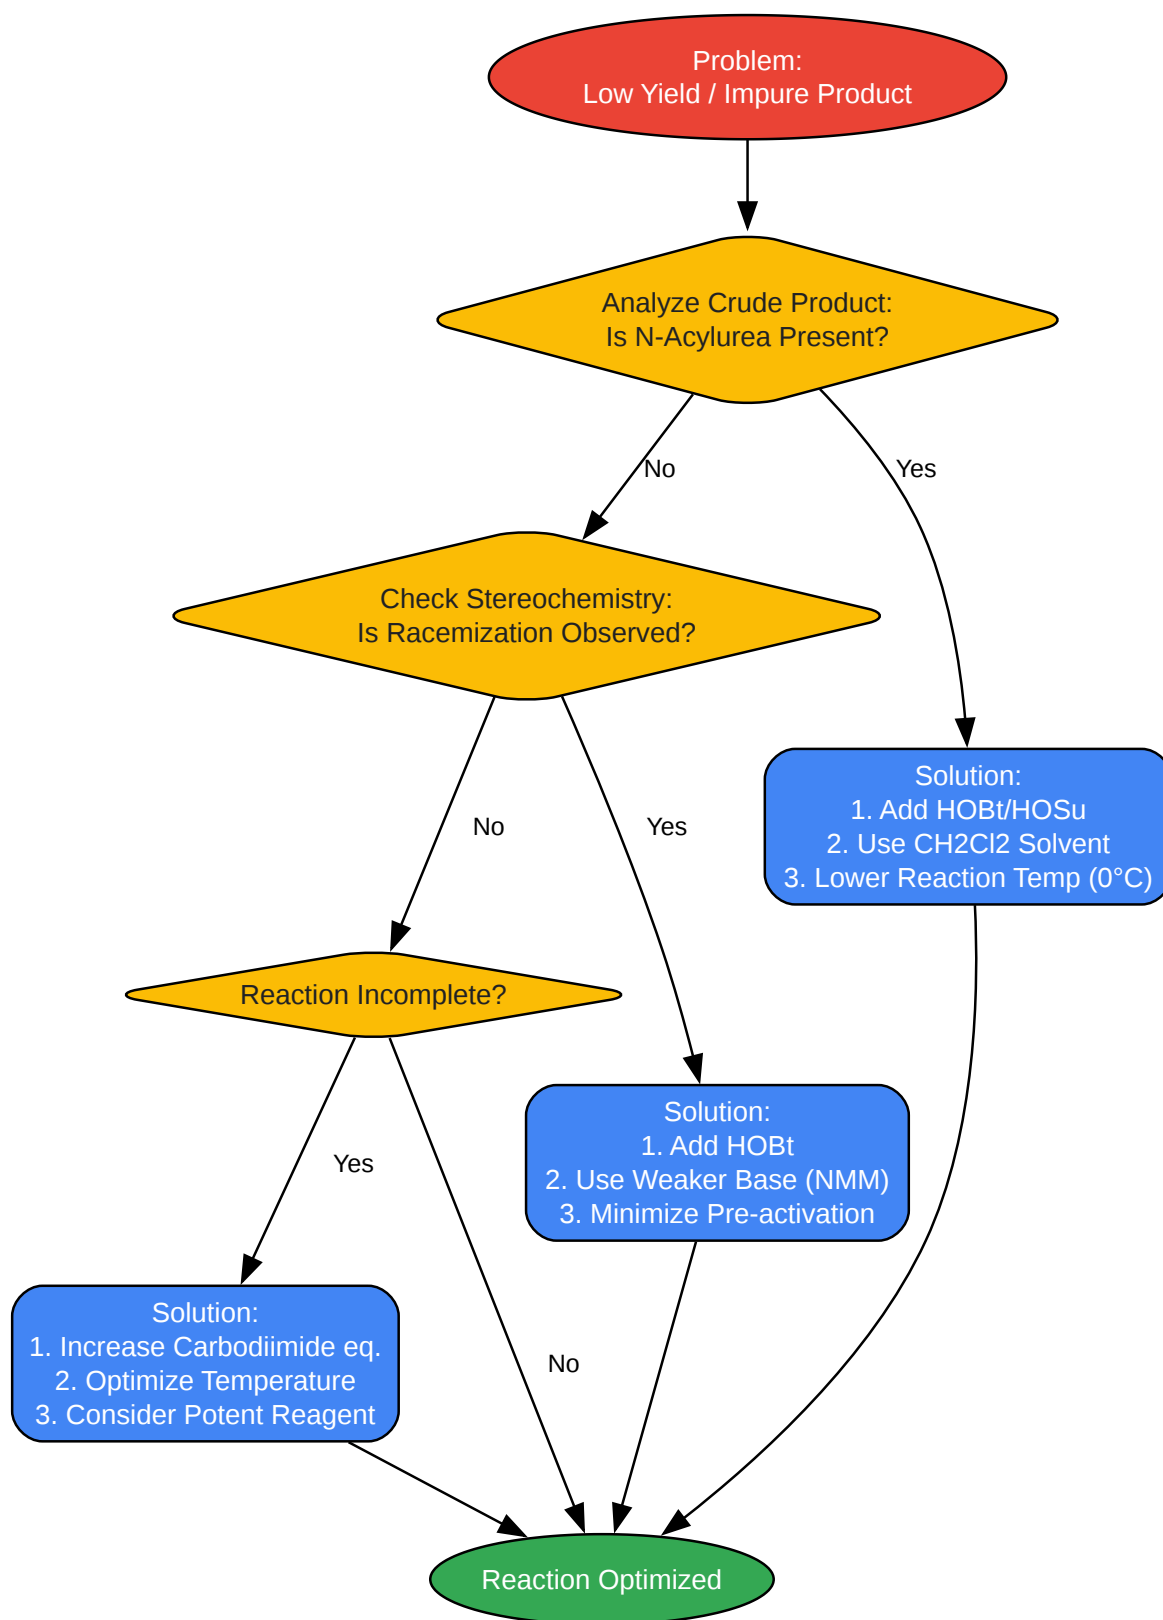 Problem:
Low Yield / Impure Product
Analyze Crude Product:
Is N-Acylurea Present?
No
Yes
Check Stereochemistry:
Is Racemization Observed?
No
Yes
Solution:
1. Add HOBt/HOSu
2. Use CH2Cl2 Solvent
3. Lower Reaction Temp (0°C)
Reaction Incomplete?
Yes
No
Solution:
1. Add HOBt
2. Use Weaker Base (NMM)
3. Minimize Pre-activation
Solution:
1. Increase Carbodiimide eq.
2. Optimize Temperature
3. Consider Potent Reagent
Reaction Optimized